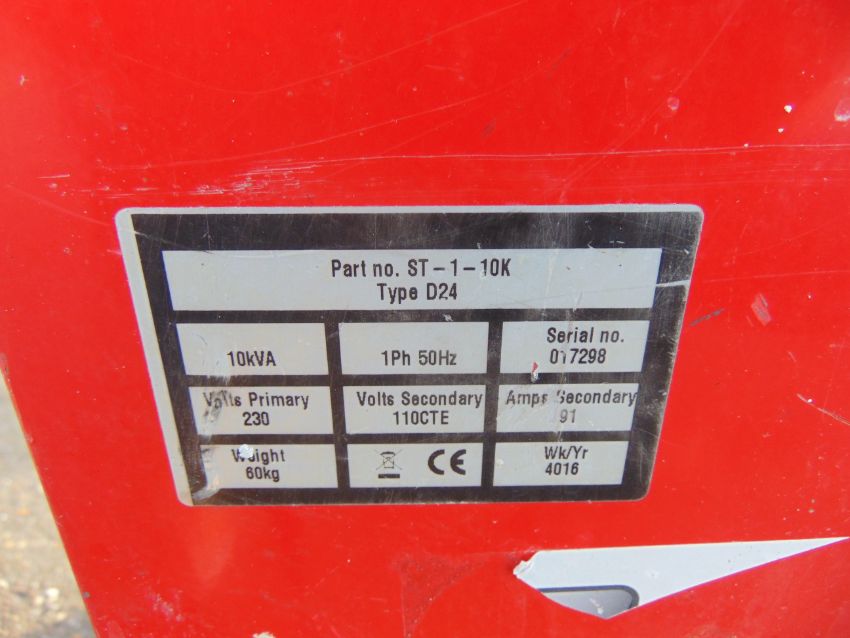 Part no. ST-1-10K
Type D24
10kVA
1Ph 50Hz
Serial no.
017298
Volts Primary
230
Volts Secondary
110CTE
Amps Secondary
91
Weight
60kg
CE
Wk/Yr
4016